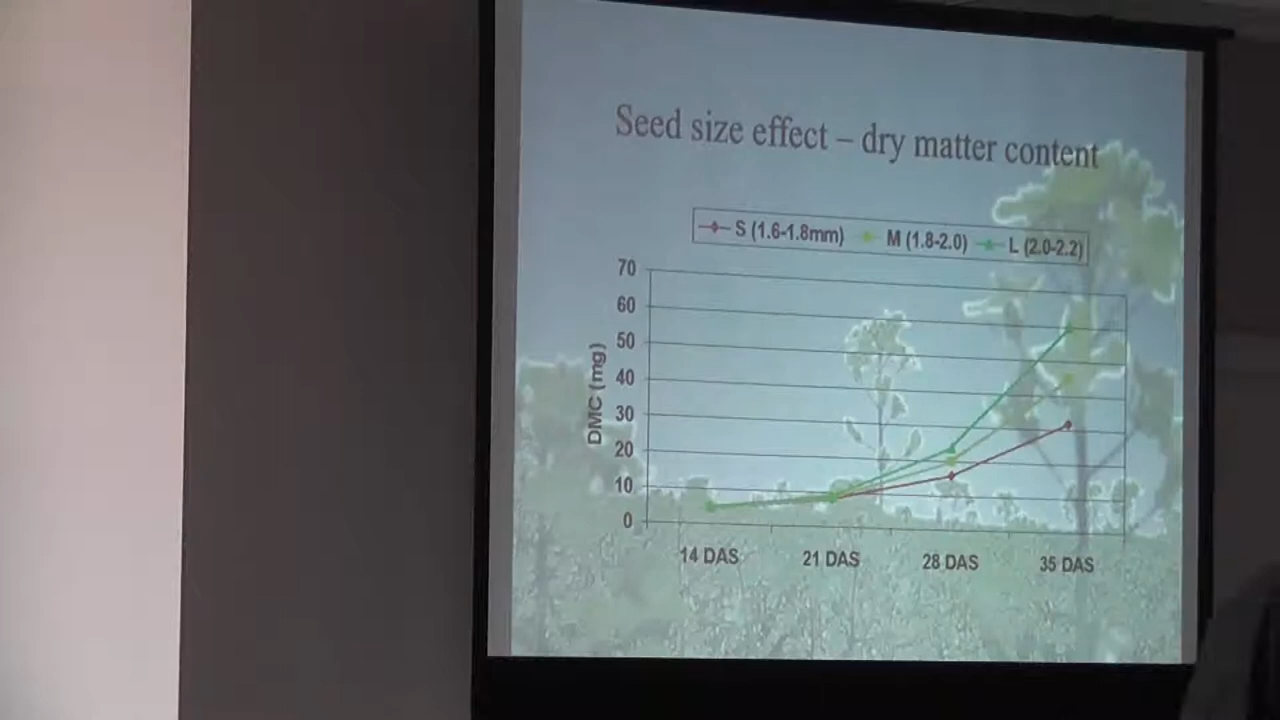 Seed size effect – dry matter content
S (1.6-1.8mm) M (1.8-2.0) L (2.0-2.2)
70
60
50
40
30
20
10
0
DMC (mg)
14 DAS 21 DAS 28 DAS 35 DAS